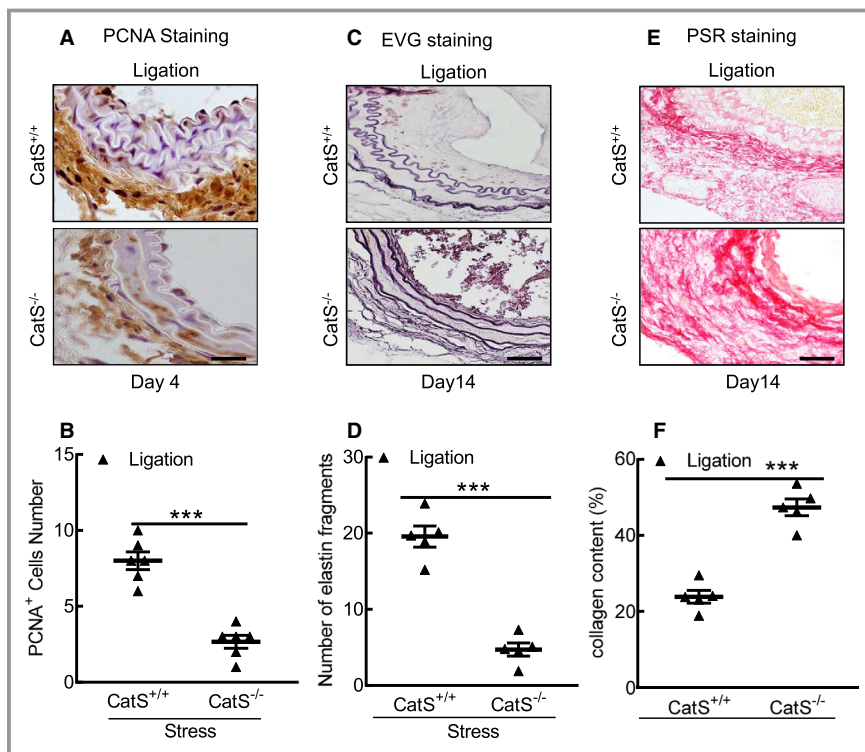 A PCNA Staining
Ligation
CatS+/+
CatS-/-
Day 4
C EVG staining
Ligation
CatS+/+
CatS-/-
Day14
E PSR staining
Ligation
CatS+/+
CatS-/-
Day14
B
▲ Ligation
PCNA+ Cells Number
15
10
5
0
***
CatS+/+ CatS-/-
Stress
D
▲ Ligation
Number of elastin fragments
30
20
10
0
***
CatS+/+ CatS-/-
Stress
F
▲ Ligation
collagen content (%)
60
40
20
0
***
CatS+/+ CatS-/-